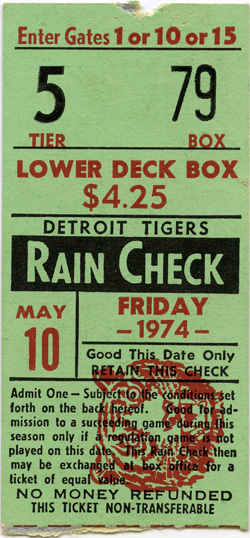 Enter Gates 1 or 10 or 15
5 79
TIER BOX
LOWER DECK BOX
$4.25
DETROIT TIGERS
RAIN CHECK
MAY 10
FRIDAY
—1974—
Good This Date Only
RETAIN THIS CHECK
Admit One — Subject to the conditions set
forth on the back hereof. Good for ad-
mission to a succeeding game during this
season only if a regulation game is not
played on this date. This Rain Check then
may be exchanged at box office for a
ticket of equal value.
NO MONEY REFUNDED
THIS TICKET NON-TRANSFERABLE